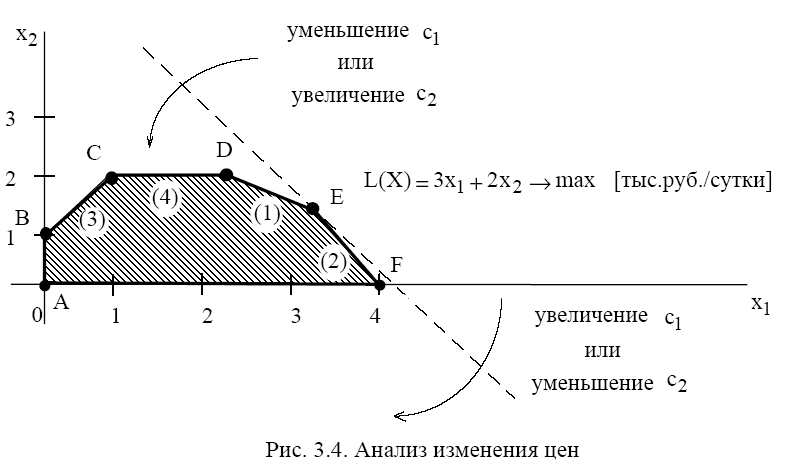 x₂
уменьшение c₁
или
увеличение c₂
3
C
D
2
L(X) = 3x₁ + 2x₂ → max [тыс.руб./сутки]
(4)
E
(3)
(1)
B
1
(2)
F
A
0 1 2 3 4
x₁
увеличение c₁
или
уменьшение c₂
Рис. 3.4. Анализ изменения цен